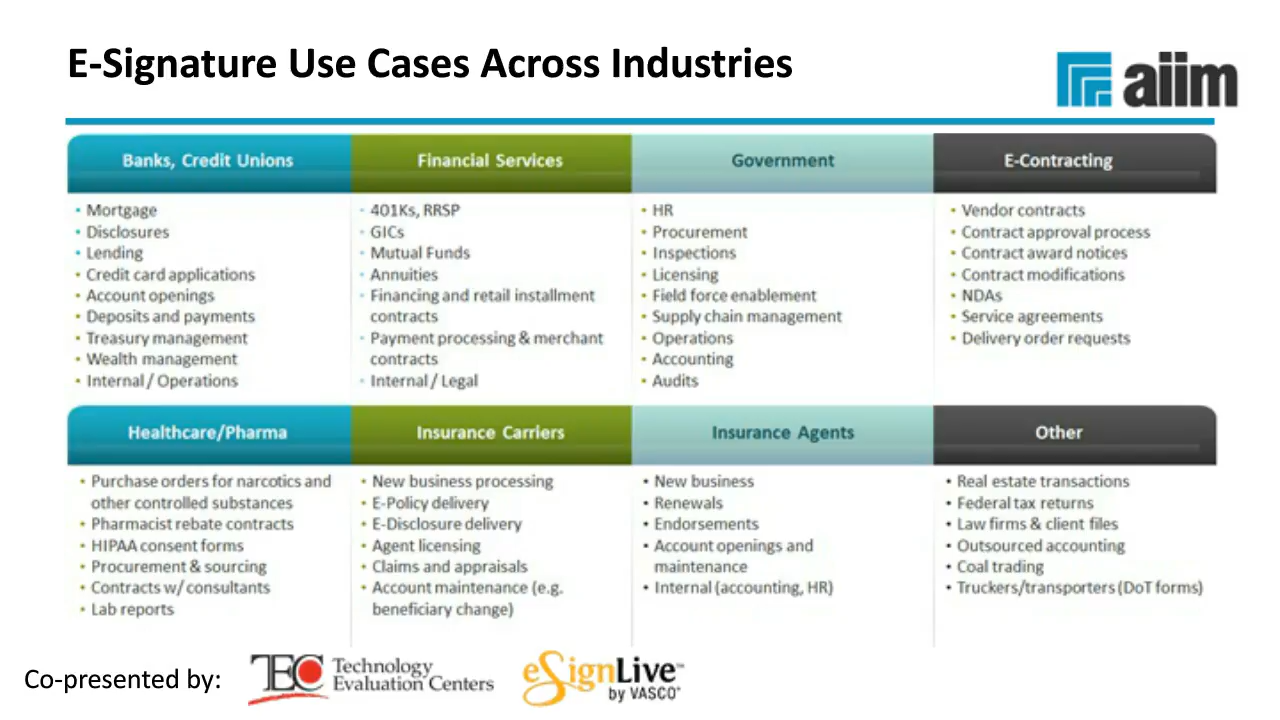 E-Signature Use Cases Across Industries
aiim
Banks, Credit Unions
• Mortgage
• Disclosures
• Lending
• Credit card applications
• Account openings
• Deposits and payments
• Treasury management
• Wealth management
• Internal / Operations
Financial Services
• 401Ks, RRSP
• GICs
• Mutual Funds
• Annuities
• Financing and retail installment
contracts
• Payment processing & merchant
contracts
• Internal / Legal
Government
• HR
• Procurement
• Inspections
• Licensing
• Field force enablement
• Supply chain management
• Operations
• Accounting
• Audits
E-Contracting
• Vendor contracts
• Contract approval process
• Contract award notices
• Contract modifications
• NDAs
• Service agreements
• Delivery order requests
Healthcare/Pharma
• Purchase orders for narcotics and
other controlled substances
• Pharmacist rebate contracts
• HIPAA consent forms
• Procurement & sourcing
• Contracts w/ consultants
• Lab reports
Insurance Carriers
• New business processing
• E-Policy delivery
• E-Disclosure delivery
• Agent licensing
• Claims and appraisals
• Account maintenance (e.g.
beneficiary change)
Insurance Agents
• New business
• Renewals
• Endorsements
• Account openings and
maintenance
• Internal (accounting, HR)
Other
• Real estate transactions
• Federal tax returns
• Law firms & client files
• Outsourced accounting
• Coal trading
• Truckers/transporters (DoT forms)
Co-presented by:
TEC
Technology
Evaluation Centers
eSignLive™
by VASCO®